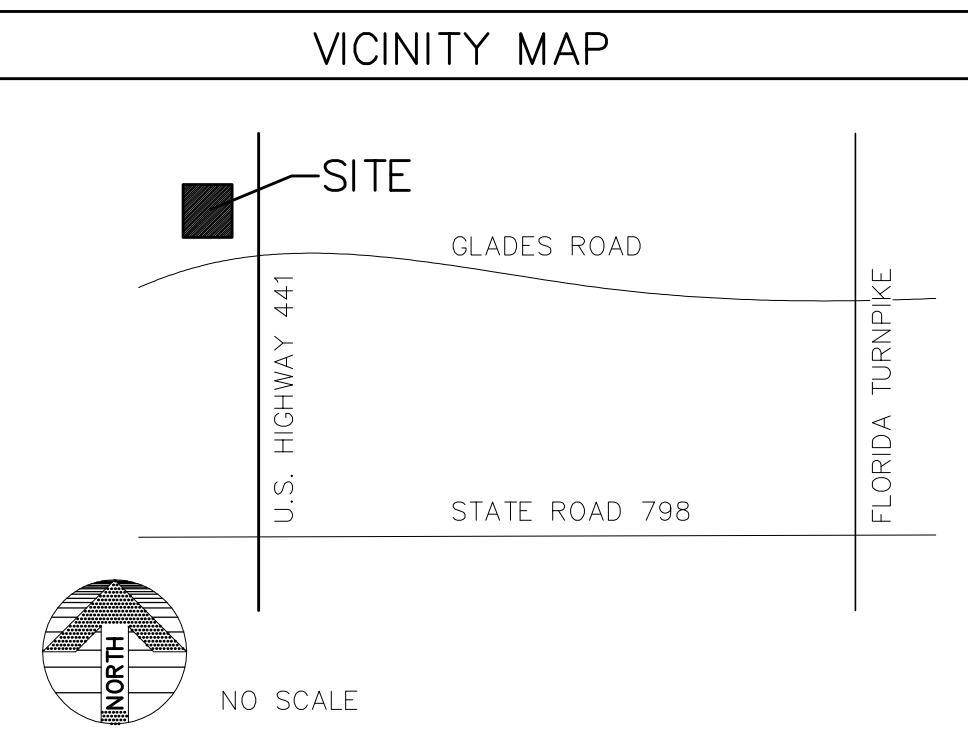 VICINITY MAP
SITE
GLADES ROAD
U.S. HIGHWAY 441
FLORIDA TURNPIKE
STATE ROAD 798
NORTH
NO SCALE